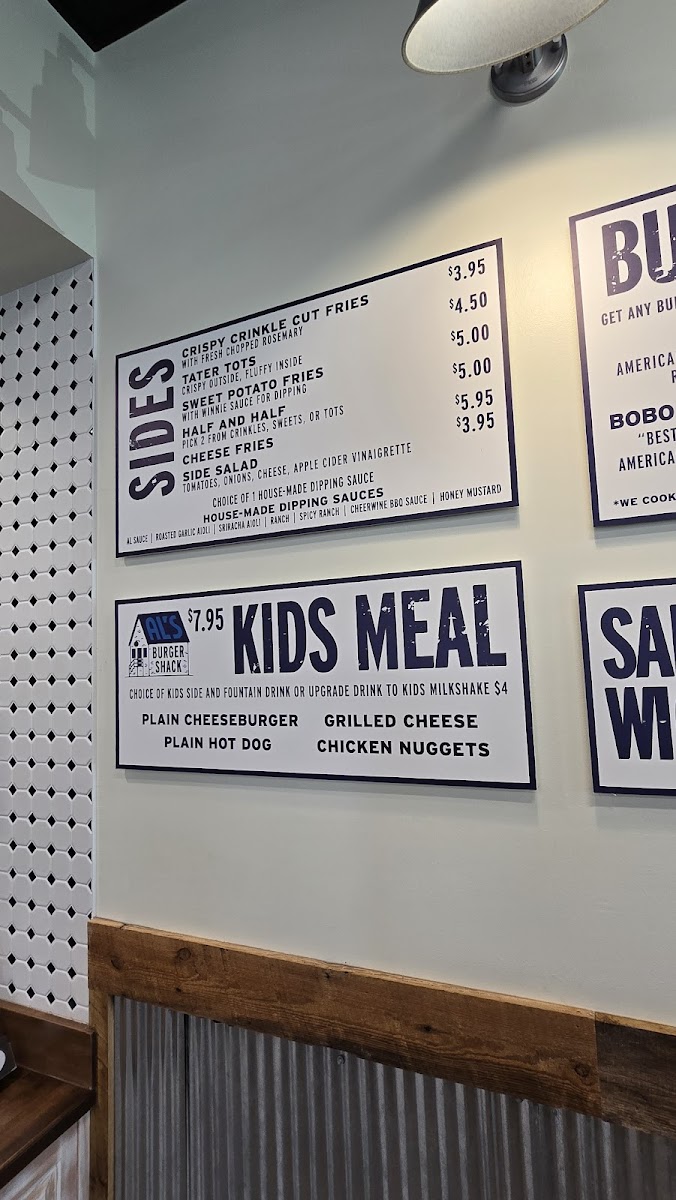 SIDES
CRISPY CRINKLE CUT FRIES $3.95
WITH FRESH CHOPPED ROSEMARY
TATER TOTS $4.50
CRISPY OUTSIDE, FLUFFY INSIDE
SWEET POTATO FRIES $5.00
WITH WINNIE SAUCE FOR DIPPING
HALF AND HALF $5.00
PICK 2 FROM CRINKLES, SWEETS, OR TOTS
CHEESE FRIES $5.95
SIDE SALAD $3.95
TOMATOES, ONIONS, CHEESE, APPLE CIDER VINAIGRETTE
CHOICE OF 1 HOUSE-MADE DIPPING SAUCE
HOUSE-MADE DIPPING SAUCES
AL SAUCE | ROASTED GARLIC AIOLI | SRIRACHA AIOLI | RANCH | SPICY RANCH | CHEERWINE BBQ SAUCE | HONEY MUSTARD
AL'S
BURGER
SHACK
$7.95 KIDS MEAL
CHOICE OF KIDS SIDE AND FOUNTAIN DRINK OR UPGRADE DRINK TO KIDS MILKSHAKE $4
PLAIN CHEESEBURGER GRILLED CHEESE
PLAIN HOT DOG CHICKEN NUGGETS
BU
GET ANY BU
AMERICA
BOBO
"BEST
AMERICA
*WE COOK
SA
WI